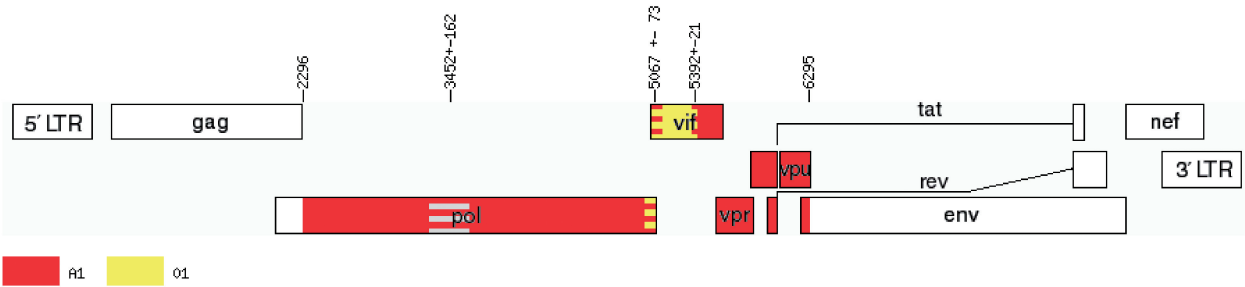 2296
3452+-162
5067 +- 73
5392+-21
6295
5´ LTR
gag
vif
tat
nef
vpu
rev
3´ LTR
pol
vpr
env
A1
O1